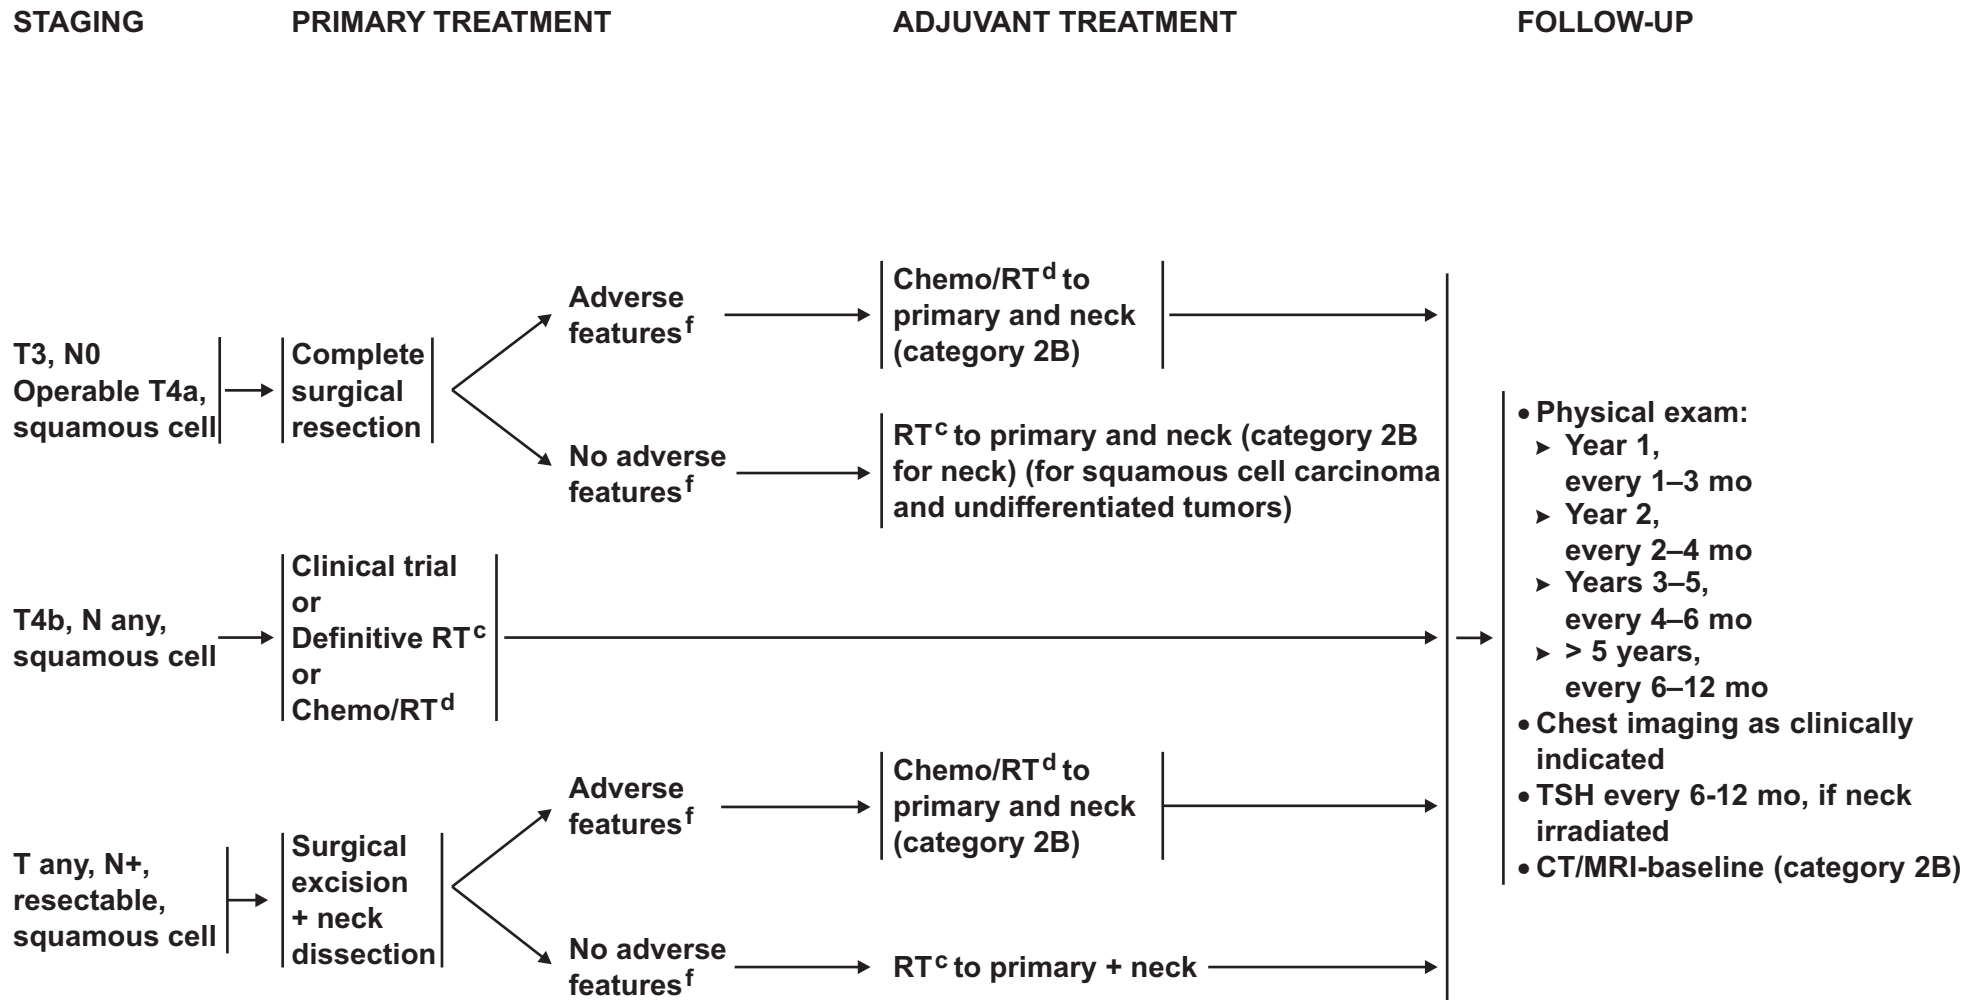 STAGING
PRIMARY TREATMENT
ADJUVANT TREATMENT
FOLLOW-UP
T3, N0
Operable T4a,
squamous cell
Complete
surgical
resection
Adverse
features f
Chemo/RT d to
primary and neck
(category 2B)
No adverse
features f
RT c to primary and neck (category 2B
for neck) (for squamous cell carcinoma
and undifferentiated tumors)
T4b, N any,
squamous cell
Clinical trial
or
Definitive RT c
or
Chemo/RT d
T any, N+,
resectable,
squamous cell
Surgical
excision
+ neck
dissection
Adverse
features f
Chemo/RT d to
primary and neck
(category 2B)
No adverse
features f
RT c to primary + neck
• Physical exam:
➤ Year 1,
every 1–3 mo
➤ Year 2,
every 2–4 mo
➤ Years 3–5,
every 4–6 mo
➤ > 5 years,
every 6–12 mo
• Chest imaging as clinically
indicated
• TSH every 6-12 mo, if neck
irradiated
• CT/MRI-baseline (category 2B)